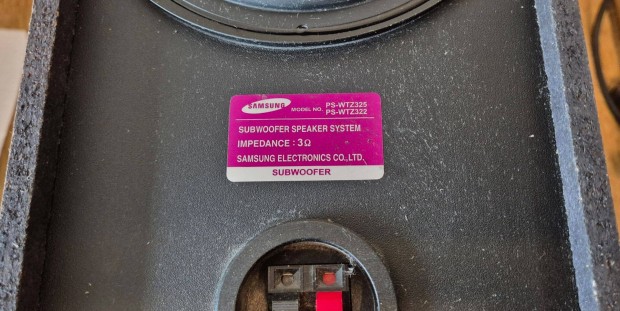 SAMSUNG MODEL NO. PS-WTZ325
PS-WTZ322
SUBWOOFER SPEAKER SYSTEM
IMPEDANCE : 3Ω
SAMSUNG ELECTRONICS CO.,LTD.
SUBWOOFER